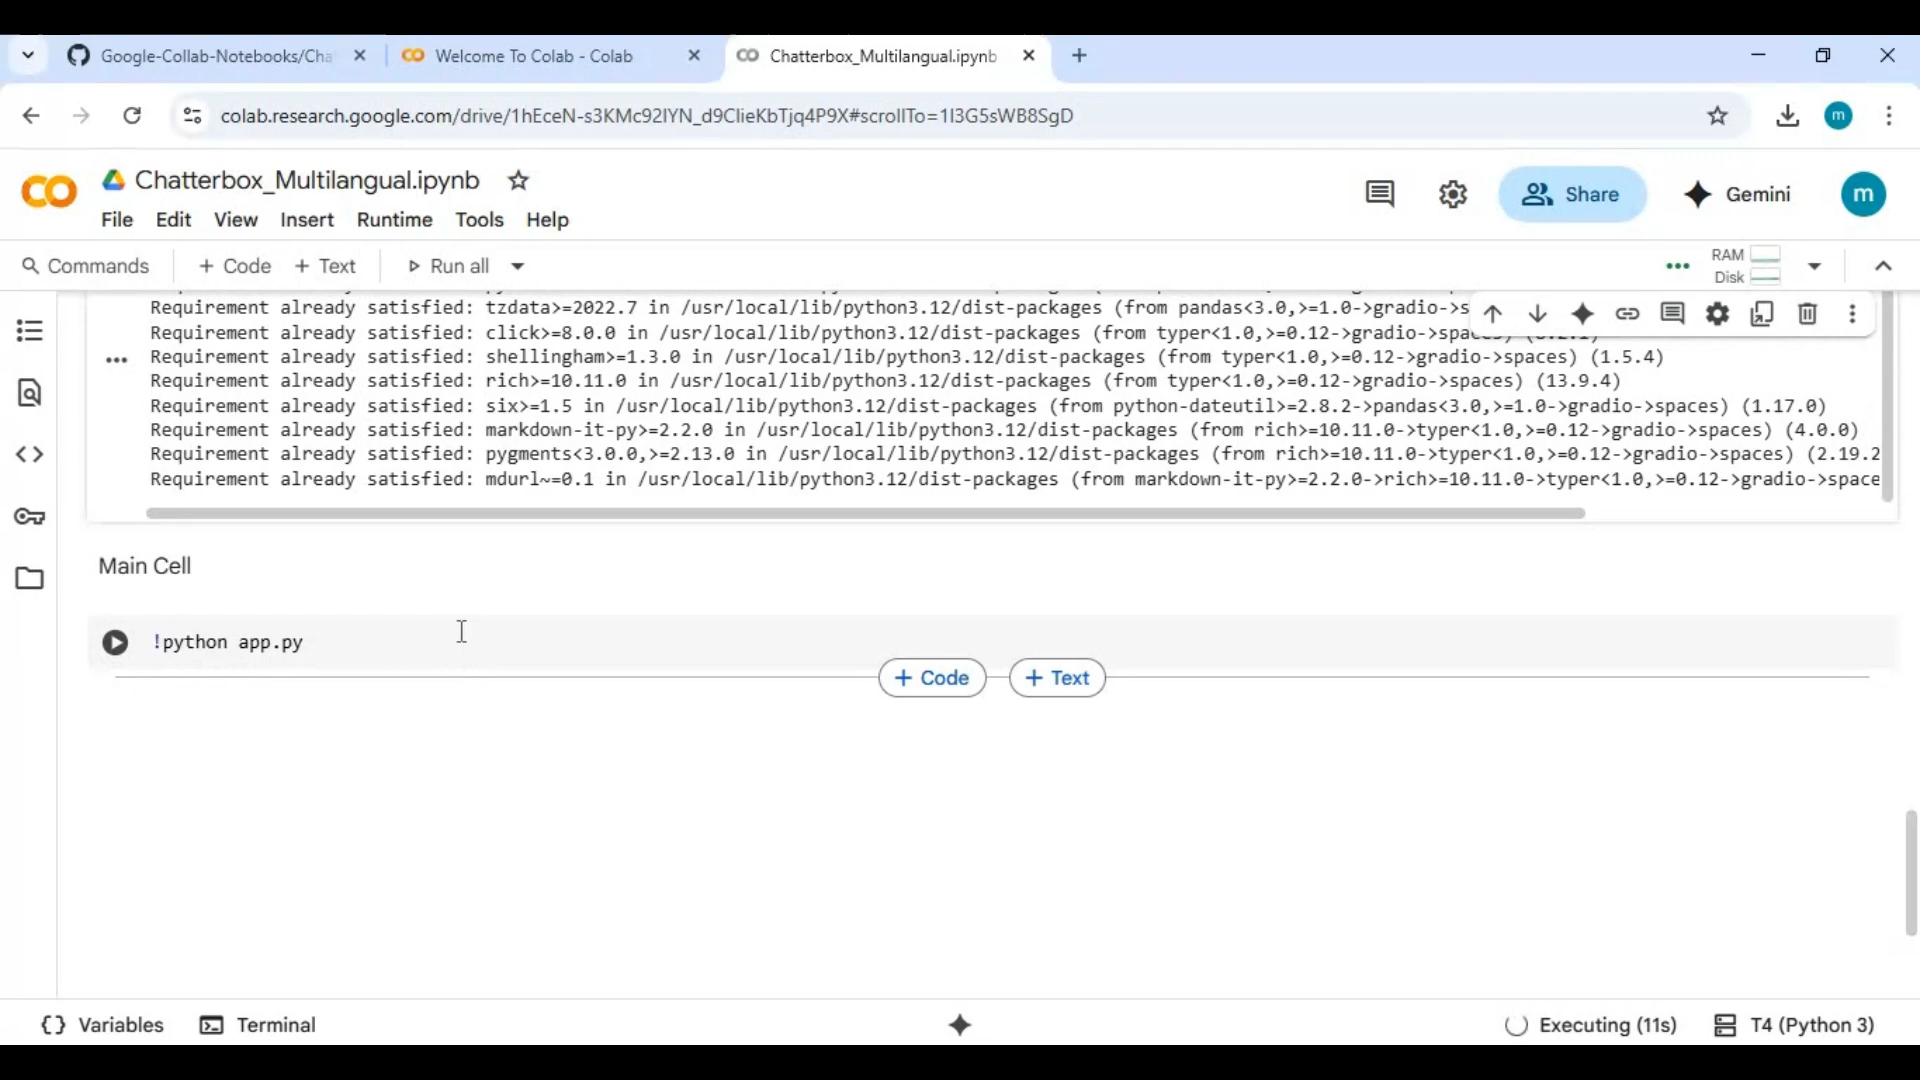 Google-Collab-Notebooks/Cha
Welcome To Colab - Colab
Chatterbox_Multilangual.ipynb
colab.research.google.com/drive/1hEceN-s3KMc92IYN_d9ClieKbTjq4P9X#scrollTo=1I3G5sWB8SgD
m
Chatterbox_Multilangual.ipynb
File Edit View Insert Runtime Tools Help
Share
Gemini
m
Commands
+ Code + Text
Run all
RAM
Disk
Requirement already satisfied: tzdata>=2022.7 in /usr/local/lib/python3.12/dist-packages (from pandas<3.0,>=1.0->gradio->s
Requirement already satisfied: click>=8.0.0 in /usr/local/lib/python3.12/dist-packages (from typer<1.0,>=0.12->gradio->spaces)
Requirement already satisfied: shellingham>=1.3.0 in /usr/local/lib/python3.12/dist-packages (from typer<1.0,>=0.12->gradio->spaces) (1.5.4)
Requirement already satisfied: rich>=10.11.0 in /usr/local/lib/python3.12/dist-packages (from typer<1.0,>=0.12->gradio->spaces) (13.9.4)
Requirement already satisfied: six>=1.5 in /usr/local/lib/python3.12/dist-packages (from python-dateutil>=2.8.2->pandas<3.0,>=1.0->gradio->spaces) (1.17.0)
Requirement already satisfied: markdown-it-py>=2.2.0 in /usr/local/lib/python3.12/dist-packages (from rich>=10.11.0->typer<1.0,>=0.12->gradio->spaces) (4.0.0)
Requirement already satisfied: pygments<3.0.0,>=2.13.0 in /usr/local/lib/python3.12/dist-packages (from rich>=10.11.0->typer<1.0,>=0.12->gradio->spaces) (2.19.2
Requirement already satisfied: mdurl~=0.1 in /usr/local/lib/python3.12/dist-packages (from markdown-it-py>=2.2.0->rich>=10.11.0->typer<1.0,>=0.12->gradio->space
Main Cell
!python app.py
+ Code + Text
Variables
Terminal
Executing (11s)
T4 (Python 3)